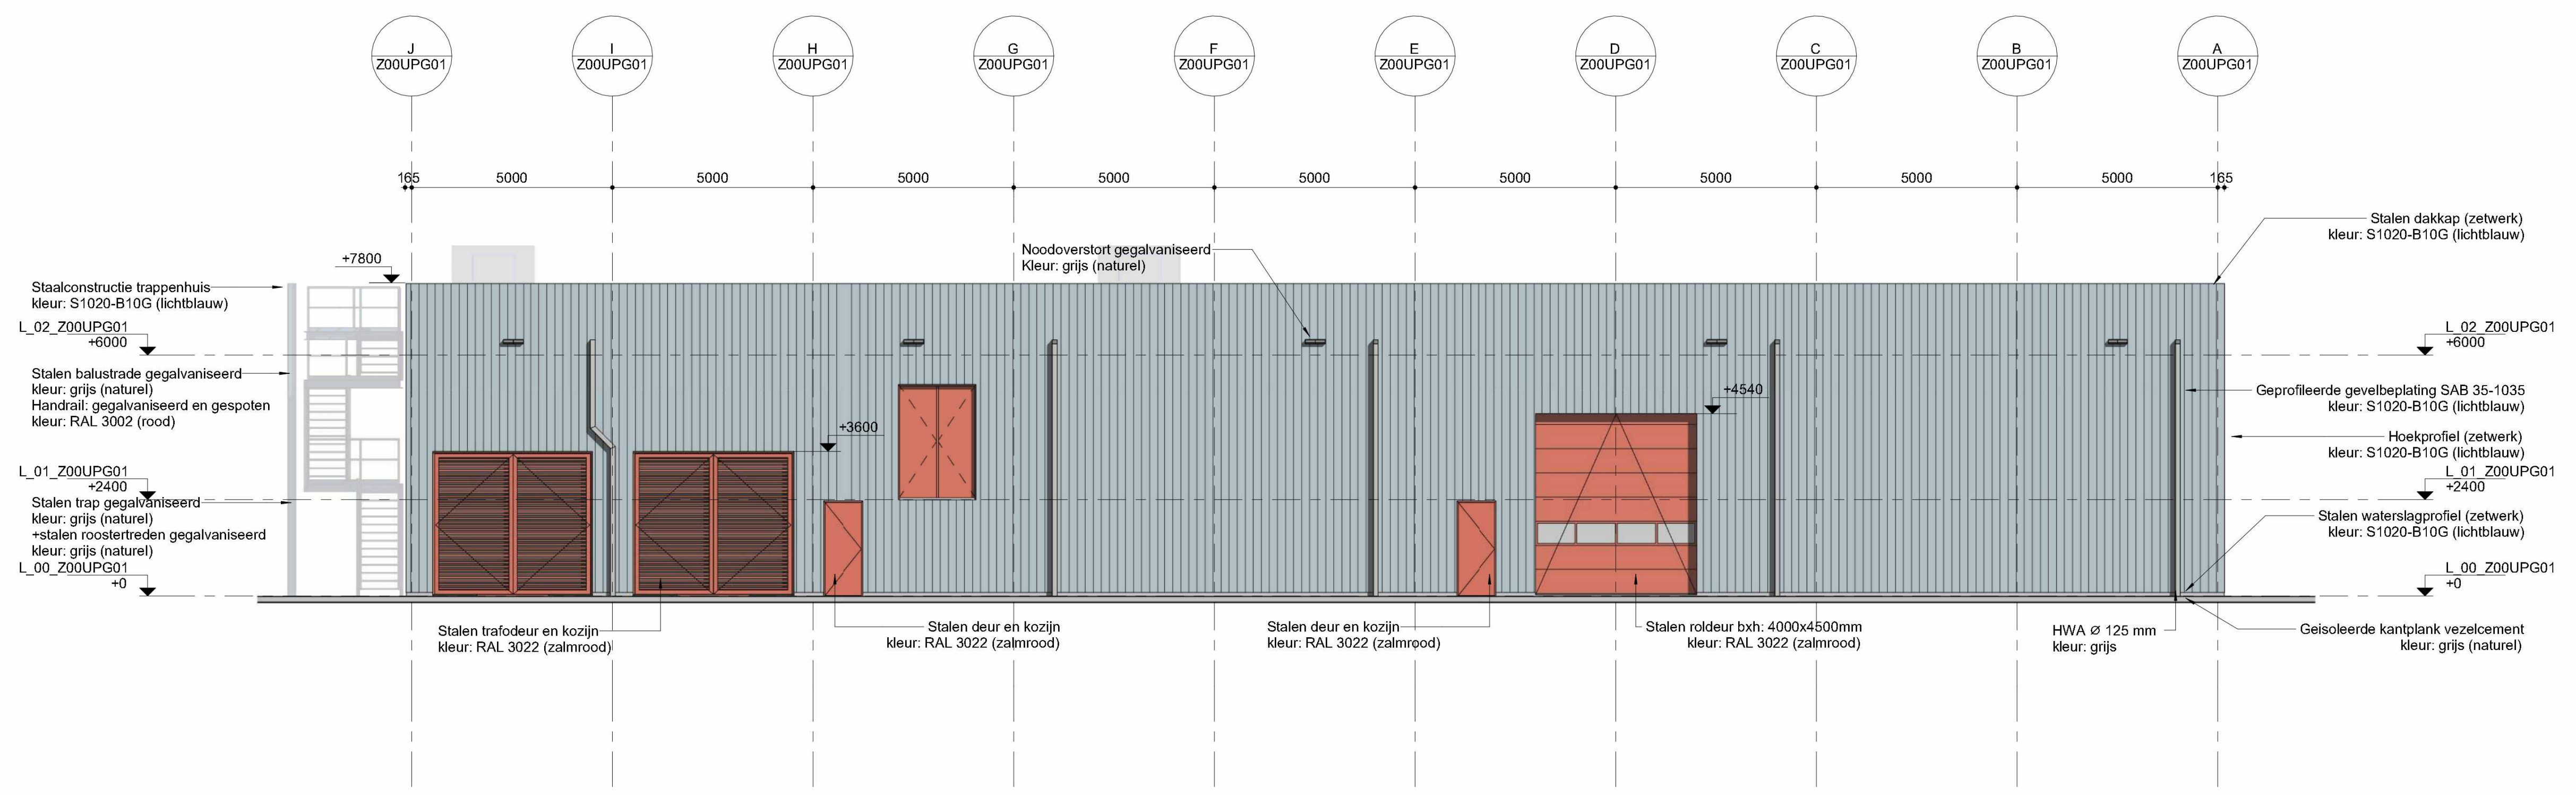 J
Z00UPG01
I
Z00UPG01
H
Z00UPG01
G
Z00UPG01
F
Z00UPG01
E
Z00UPG01
D
Z00UPG01
C
Z00UPG01
B
Z00UPG01
A
Z00UPG01
165 5000 5000 5000 5000 5000 5000 5000 5000 5000 165
Stalen dakkap (zetwerk)
kleur: S1020-B10G (lichtblauw)
Noodoverstort gegalvaniseerd
Kleur: grijs (naturel)
+7800
Staalconstructie trappenhuis
kleur: S1020-B10G (lichtblauw)
L_02_Z00UPG01
+6000
L_02_Z00UPG01
+6000
Stalen balustrade gegalvaniseerd
kleur: grijs (naturel)
Handrail: gegalvaniseerd en gespoten
kleur: RAL 3002 (rood)
+4540
Geprofileerde gevelbeplating SAB 35-1035
kleur: S1020-B10G (lichtblauw)
+3600
Hoekprofiel (zetwerk)
kleur: S1020-B10G (lichtblauw)
L_01_Z00UPG01
+2400
L_01_Z00UPG01
+2400
Stalen trap gegalvaniseerd
kleur: grijs (naturel)
+stalen roostertreden gegalvaniseerd
kleur: grijs (naturel)
Stalen waterslagprofiel (zetwerk)
kleur: S1020-B10G (lichtblauw)
L_00_Z00UPG01
+0
L_00_Z00UPG01
+0
Stalen trafodeur en kozijn
kleur: RAL 3022 (zalmrood)
Stalen deur en kozijn
kleur: RAL 3022 (zalmrood)
Stalen deur en kozijn
kleur: RAL 3022 (zalmrood)
Stalen roldeur bxh: 4000x4500mm
kleur: RAL 3022 (zalmrood)
HWA Ø 125 mm
kleur: grijs
Geisoleerde kantplank vezelcement
kleur: grijs (naturel)